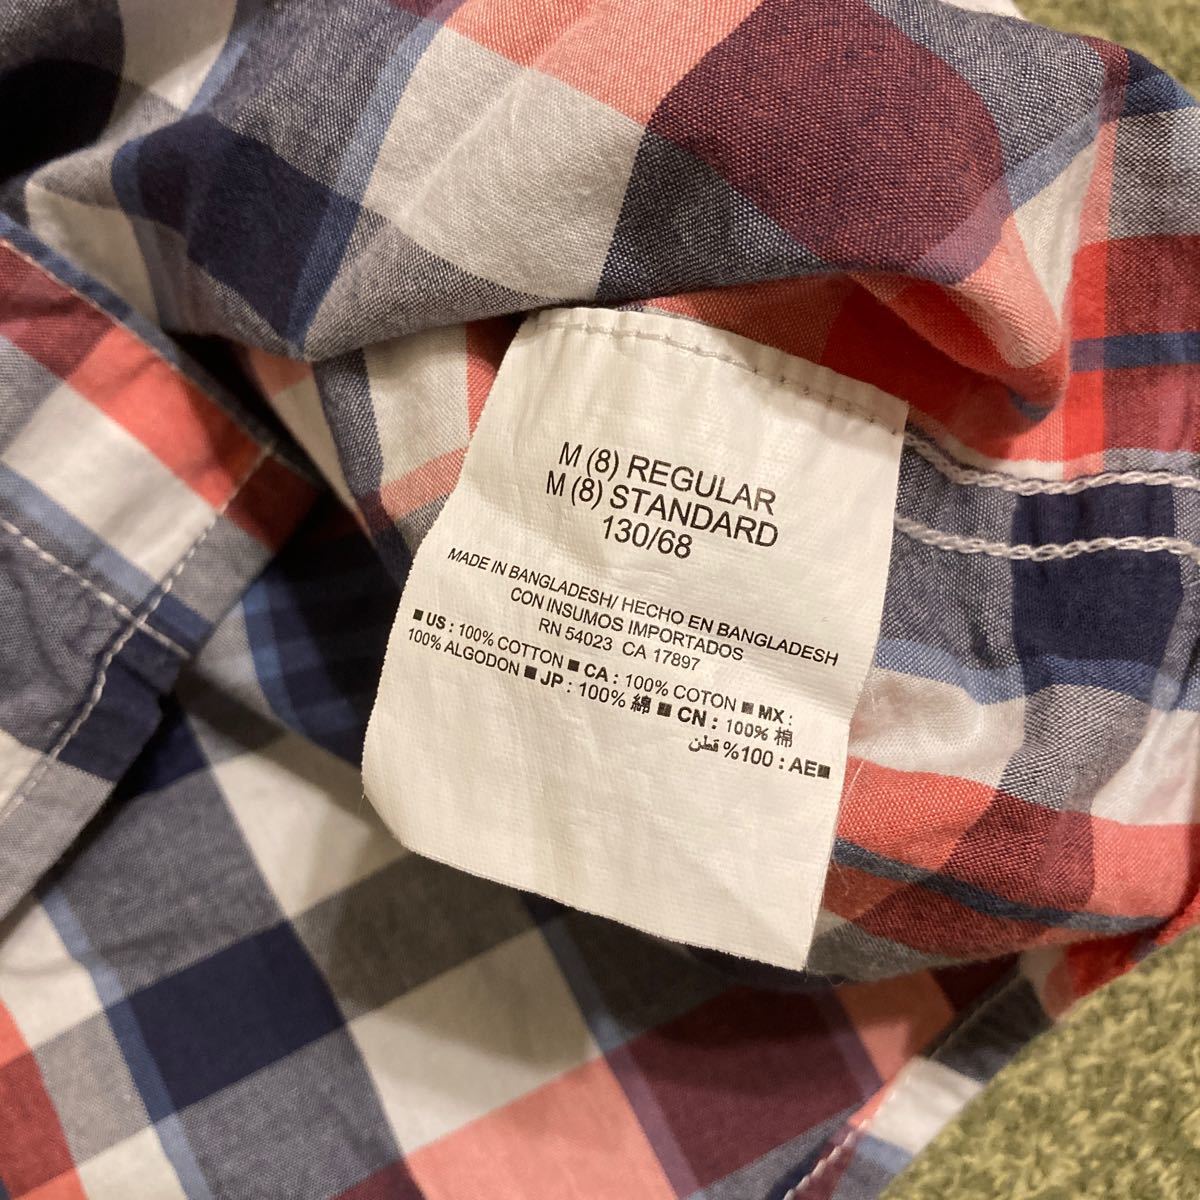 M (8) REGULAR
M (8) STANDARD
130/68
MADE IN BANGLADESH/ HECHO EN BANGLADESH
CON INSUMOS IMPORTADOS
RN 54023 CA 17897
■ US : 100% COTTON ■ CA : 100% COTON ■ MX :
100% ALGODON ■ JP : 100% 綿 ■ CN : 100% 棉
■AE : 100% قطن